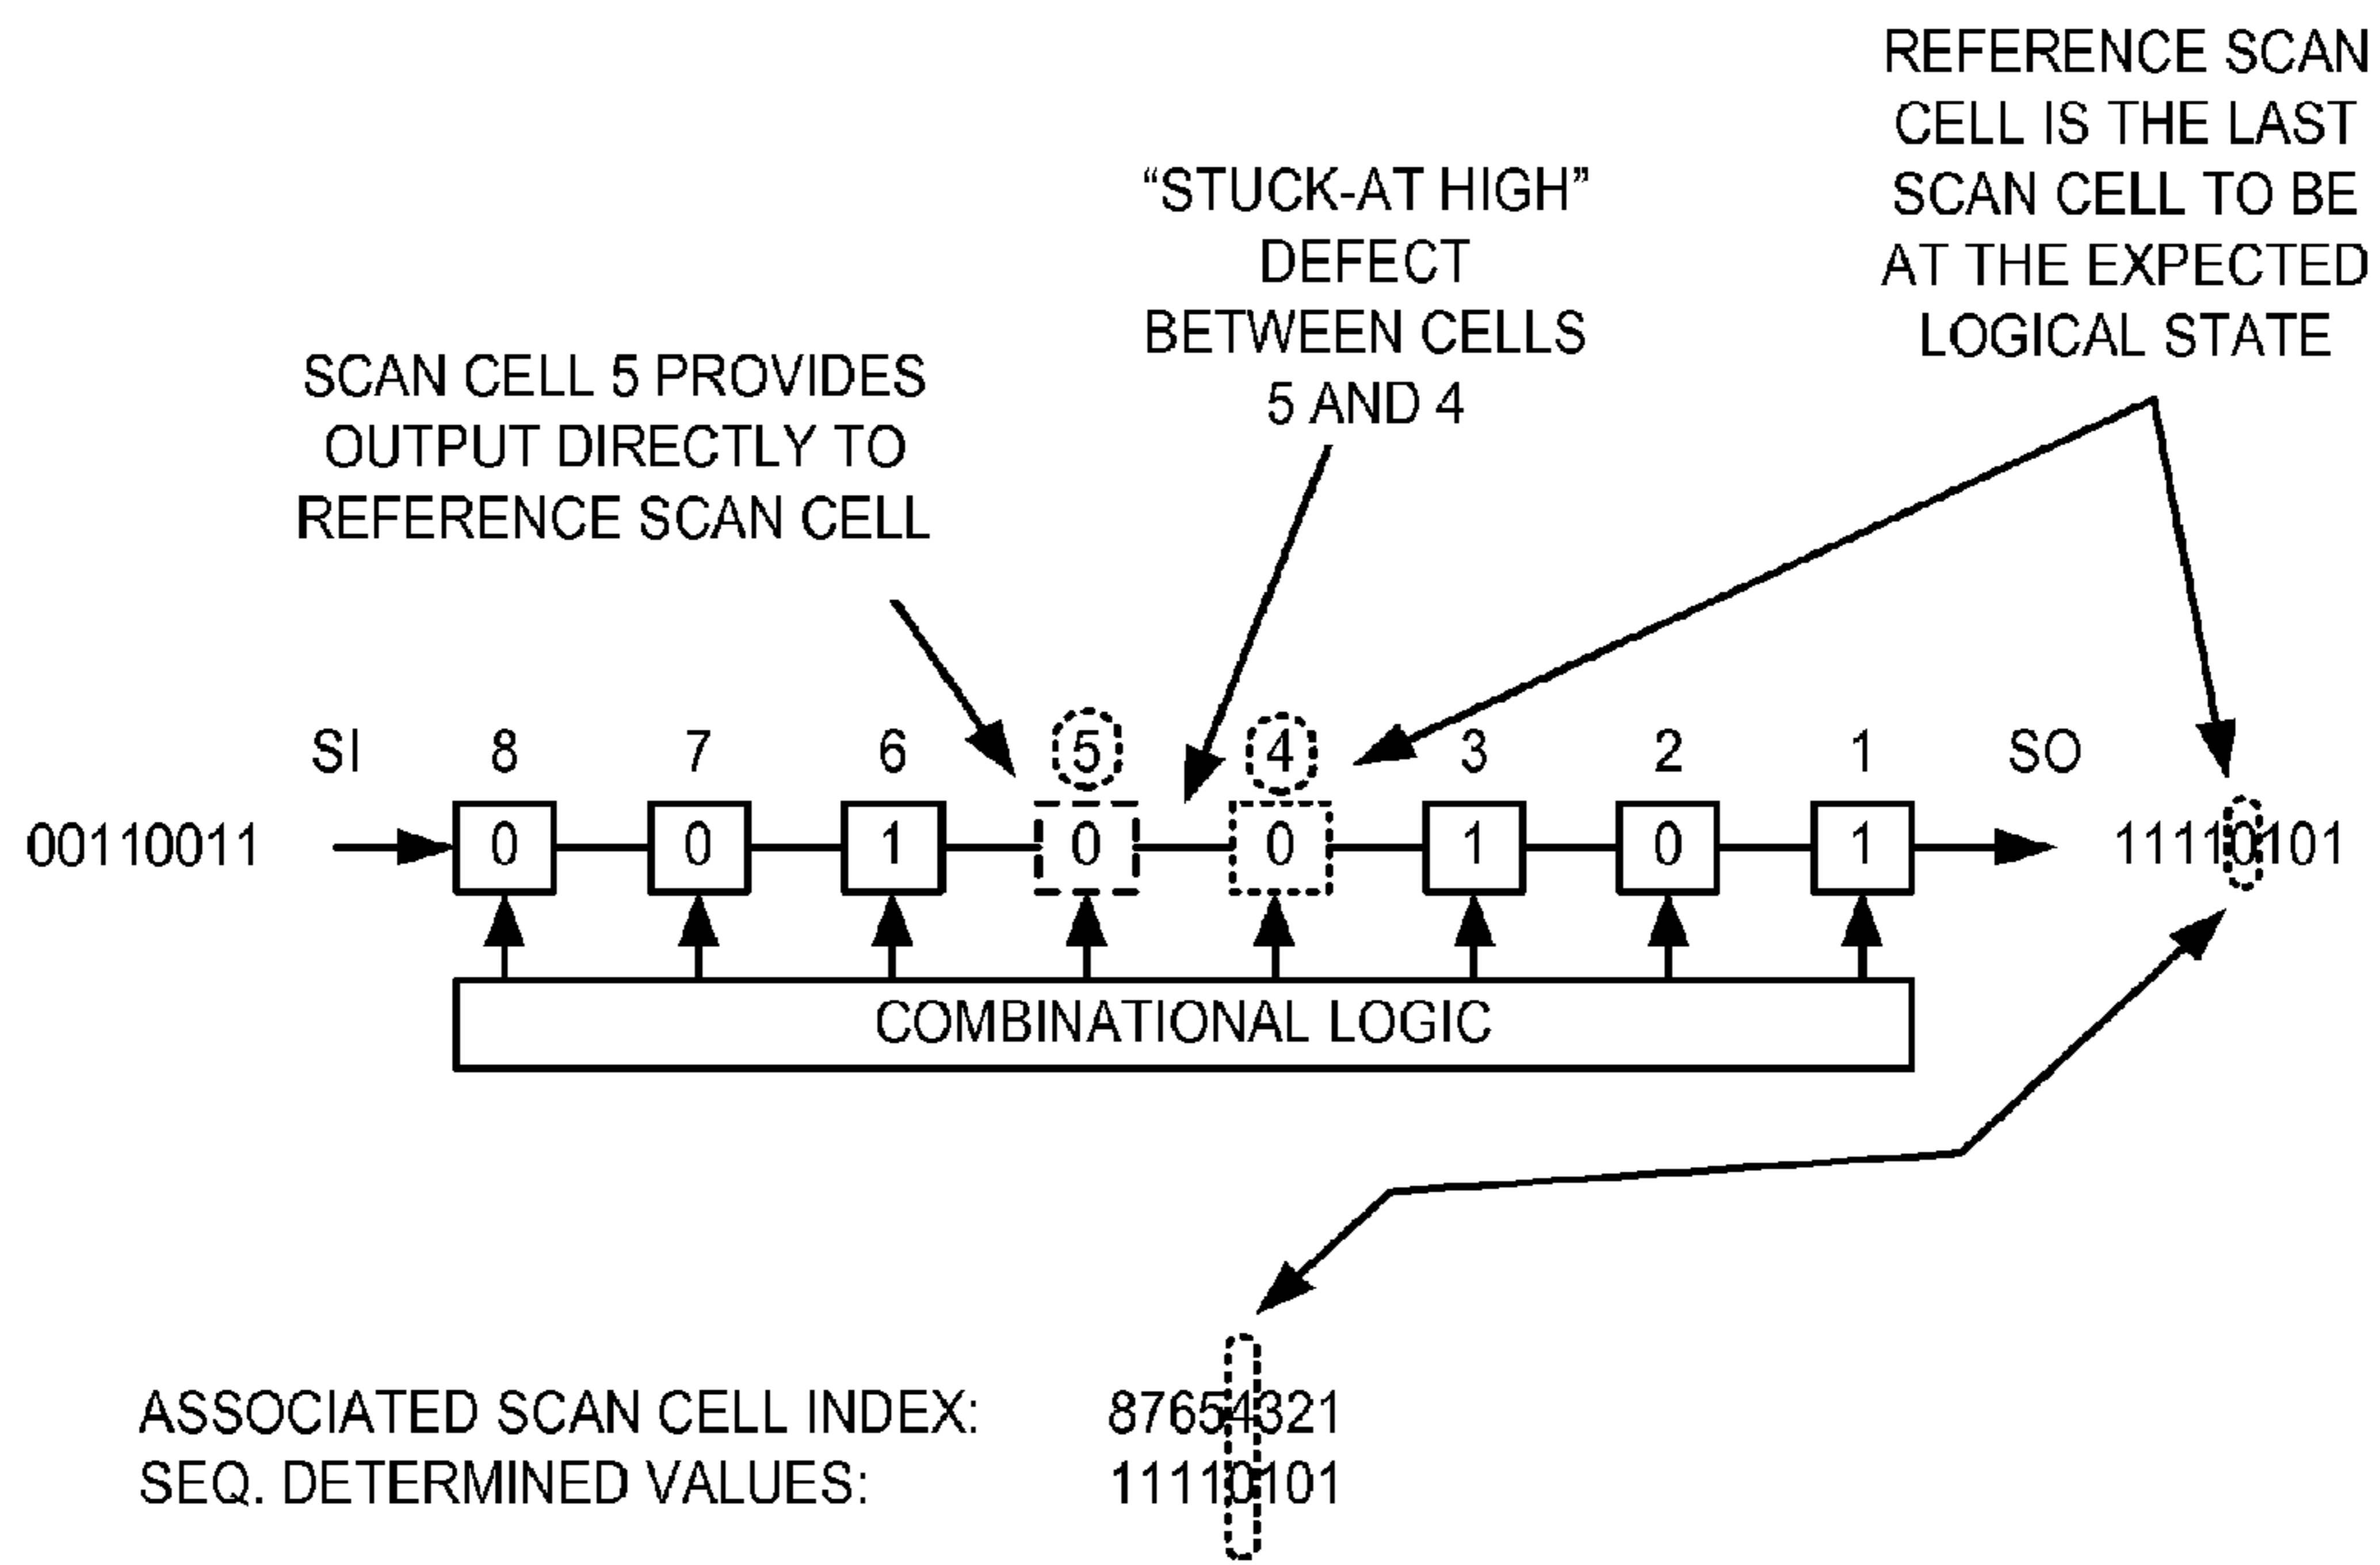 REFERENCE SCAN
CELL IS THE LAST
SCAN CELL TO BE
AT THE EXPECTED
LOGICAL STATE
“STUCK-AT HIGH”
DEFECT
BETWEEN CELLS
5 AND 4
SCAN CELL 5 PROVIDES
OUTPUT DIRECTLY TO
REFERENCE SCAN CELL
SI 8 7 6 5 4 3 2 1 SO
00110011 0 0 1 0 0 1 0 1 11110101
COMBINATIONAL LOGIC
ASSOCIATED SCAN CELL INDEX: 87654321
SEQ. DETERMINED VALUES: 11110101